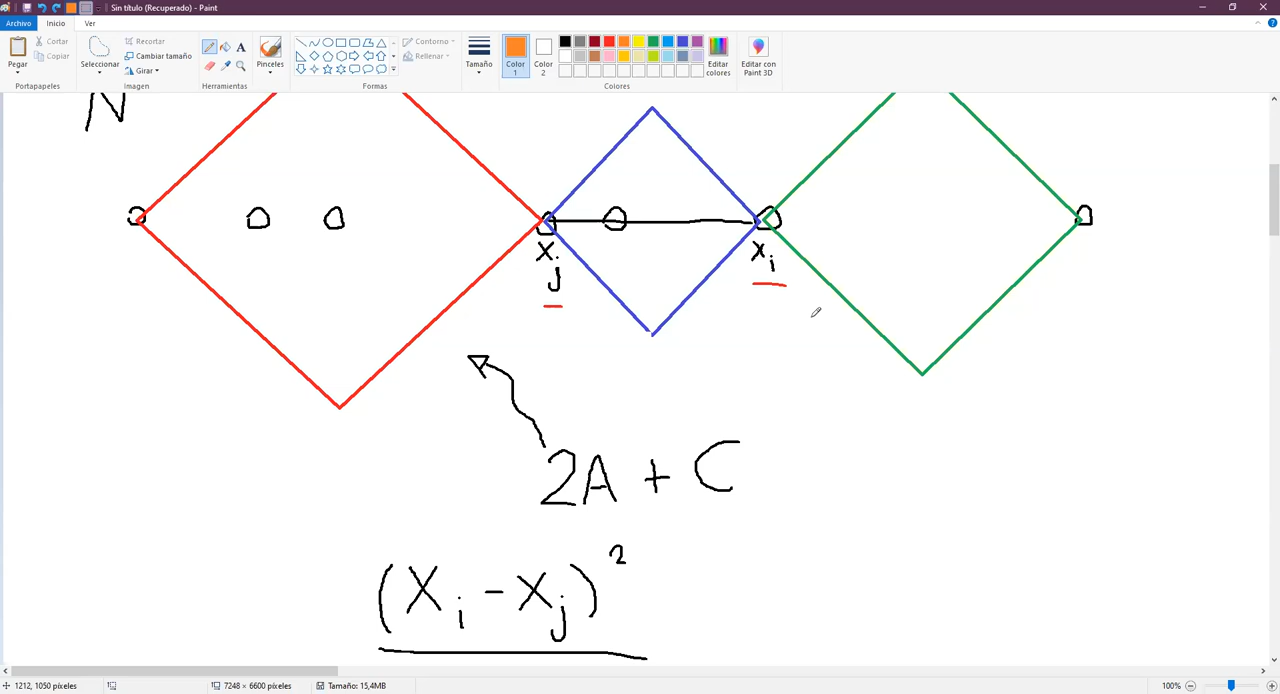 Sin título (Recuperado) - Paint
Archivo Inicio Ver
Pegar
Cortar
Copiar
Seleccionar
Recortar
Cambiar tamaño
Girar
Pinceles
Contorno
Rellenar
Tamaño
Color 1
Color 2
Editar colores
Editar con Paint 3D
Portapapeles Imagen Herramientas Formas Colores
N
xj xi
2A + C
(Xi - Xj)²
1212, 1050 píxeles 7248 × 6600 píxeles Tamaño: 15,4MB 100%